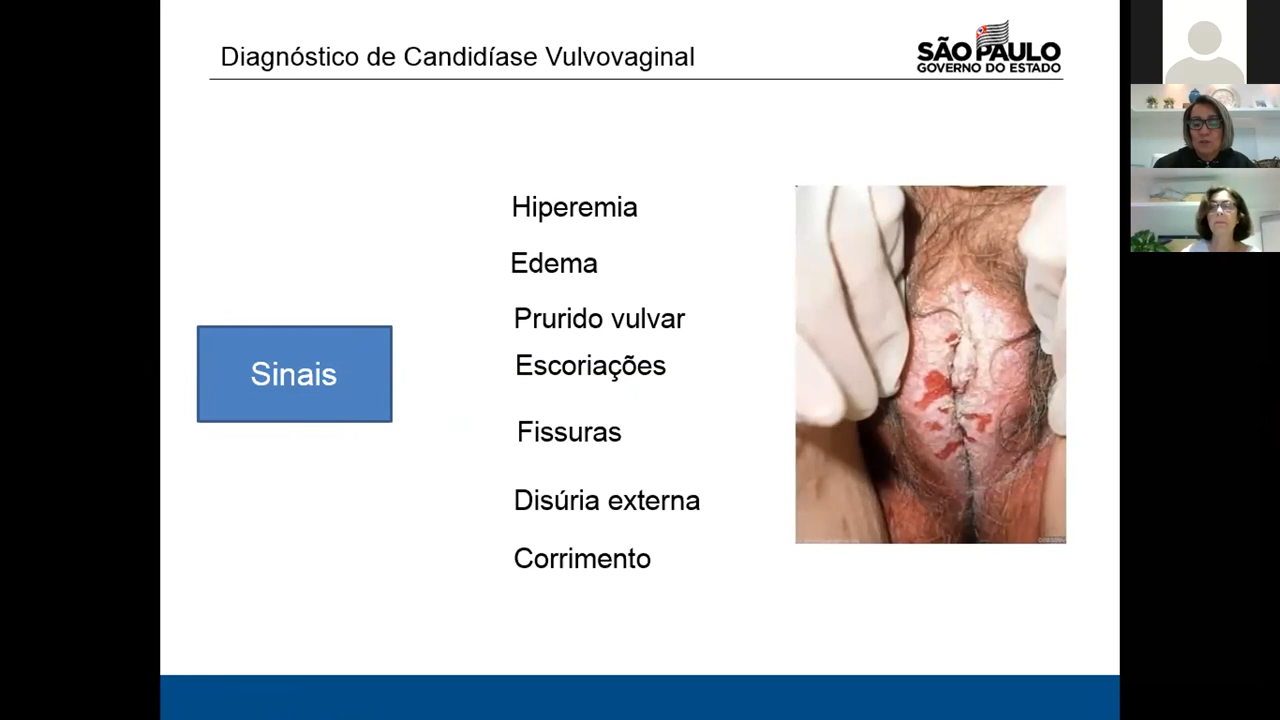 Diagnóstico de Candidíase Vulvovaginal
SÃO PAULO
GOVERNO DO ESTADO
Hiperemia
Edema
Prurido vulvar
Escoriações
Sinais
Fissuras
Disúria externa
Corrimento